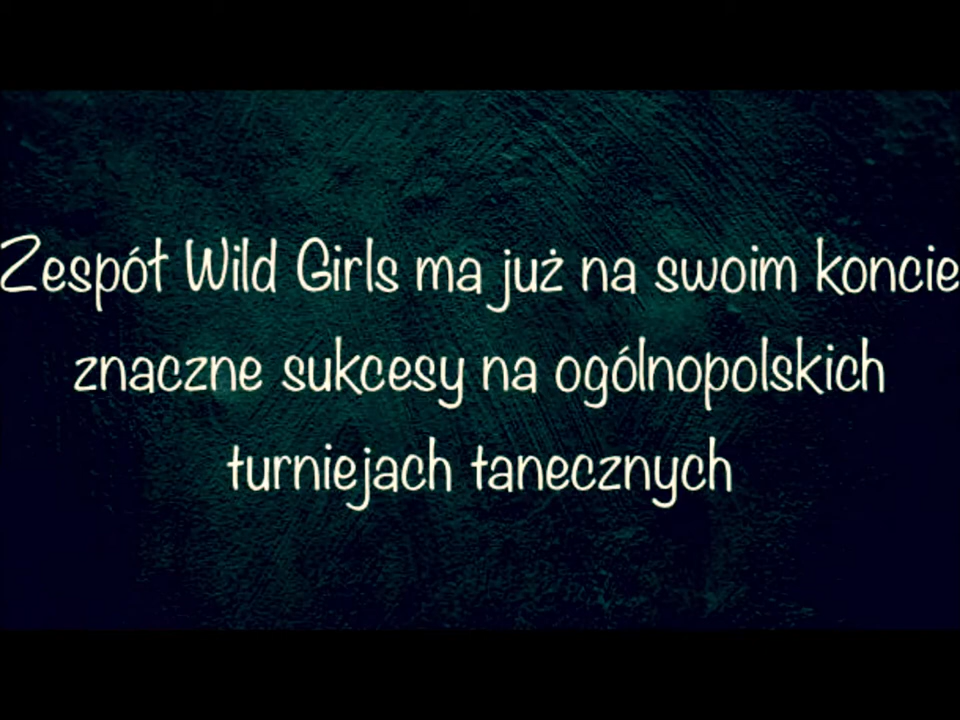 Zespół Wild Girls ma już na swoim koncie
znaczne sukcesy na ogólnopolskich
turniejach tanecznych